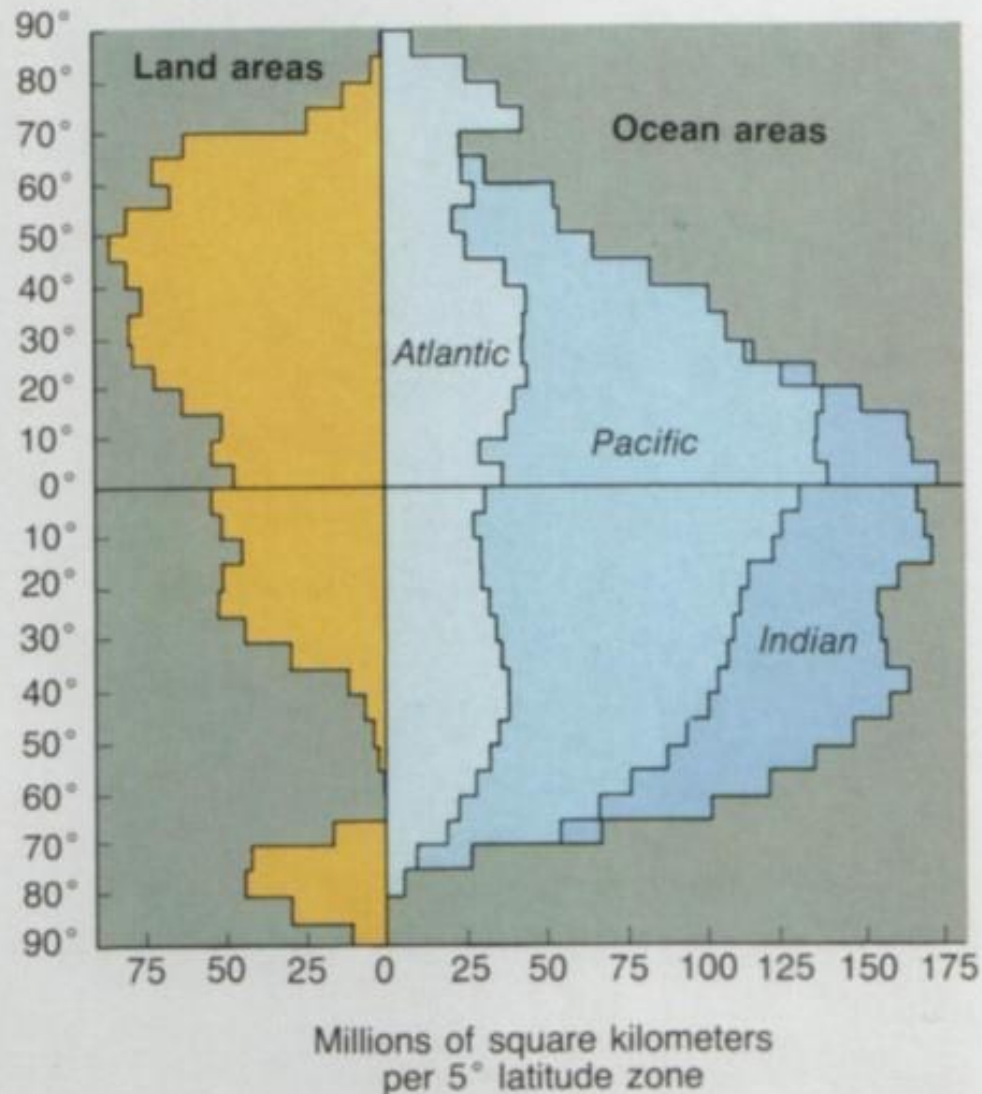 90°
Land areas
80°
Ocean areas
70°
60°
50°
40°
30°
Atlantic
20°
10°
Pacific
0°
10°
20°
30°
Indian
40°
50°
60°
70°
80°
90°
75 50 25 0 25 50 75 100 125 150 175
Millions of square kilometers
per 5° latitude zone